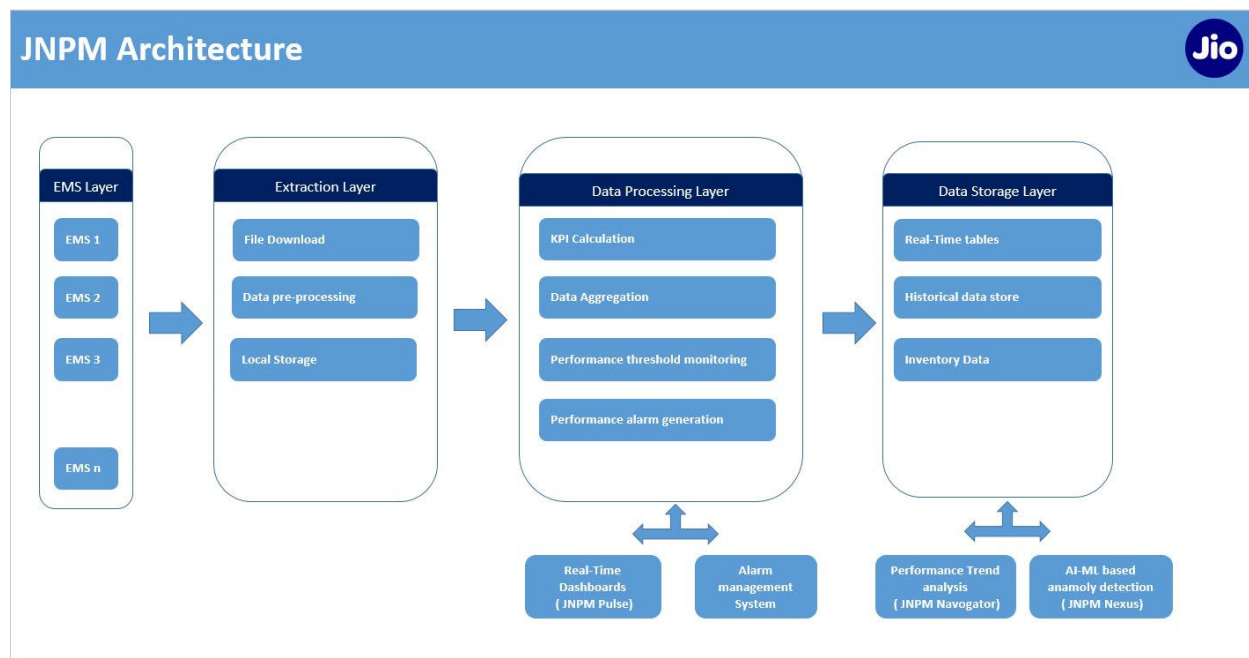 JNPM Architecture
Jio
EMS Layer
EMS 1
EMS 2
EMS 3
EMS n
Extraction Layer
File Download
Data pre-processing
Local Storage
Data Processing Layer
KPI Calculation
Data Aggregation
Performance threshold monitoring
Performance alarm generation
Data Storage Layer
Real-Time tables
Historical data store
Inventory Data
Real-Time
Dashboards
( JNPM Pulse)
Alarm
management
System
Performance Trend
analysis
( JNPM Navogator)
AI-ML based
anamoly detection
( JNPM Nexus)